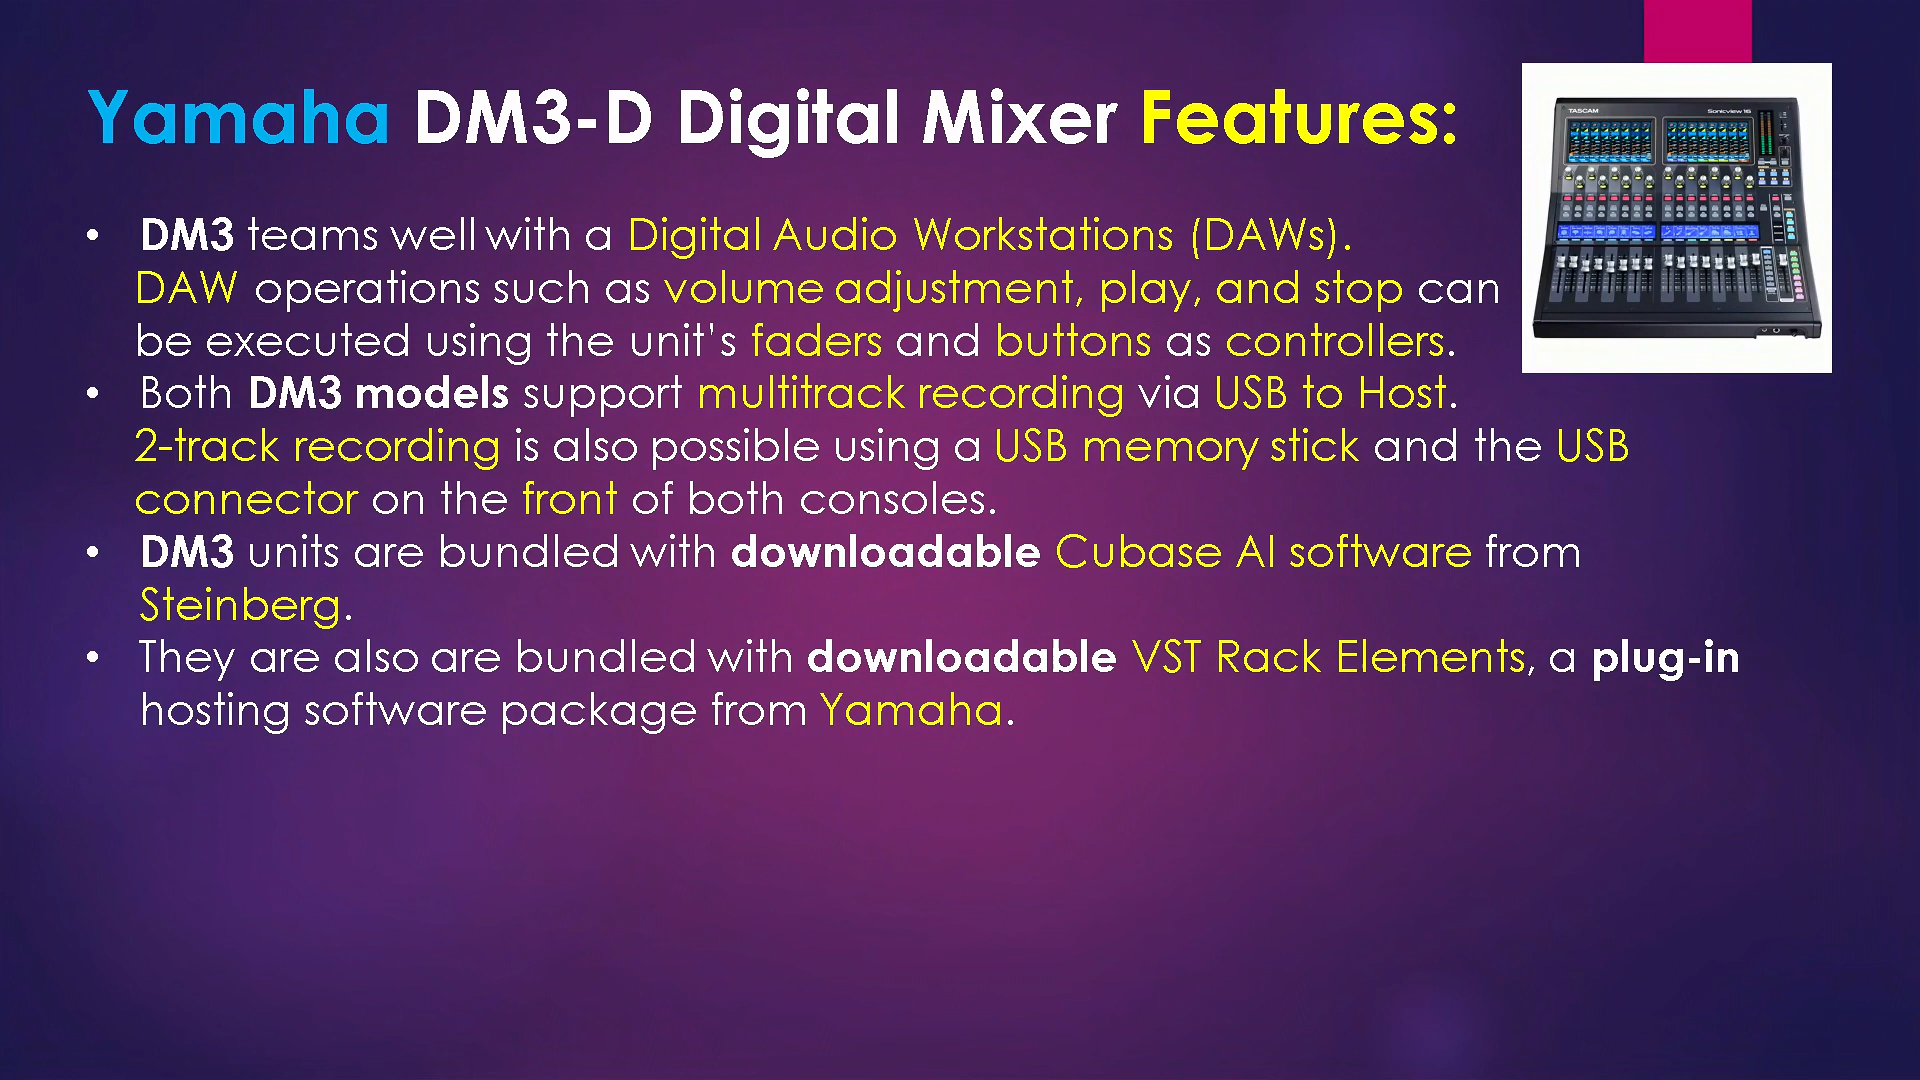 Yamaha DM3-D Digital Mixer Features:
TASCAM Sonicview 16
• DM3 teams well with a Digital Audio Workstations (DAWs).
DAW operations such as volume adjustment, play, and stop can
be executed using the unit's faders and buttons as controllers.
• Both DM3 models support multitrack recording via USB to Host.
2-track recording is also possible using a USB memory stick and the USB
connector on the front of both consoles.
• DM3 units are bundled with downloadable Cubase AI software from
Steinberg.
• They are also are bundled with downloadable VST Rack Elements, a plug-in
hosting software package from Yamaha.